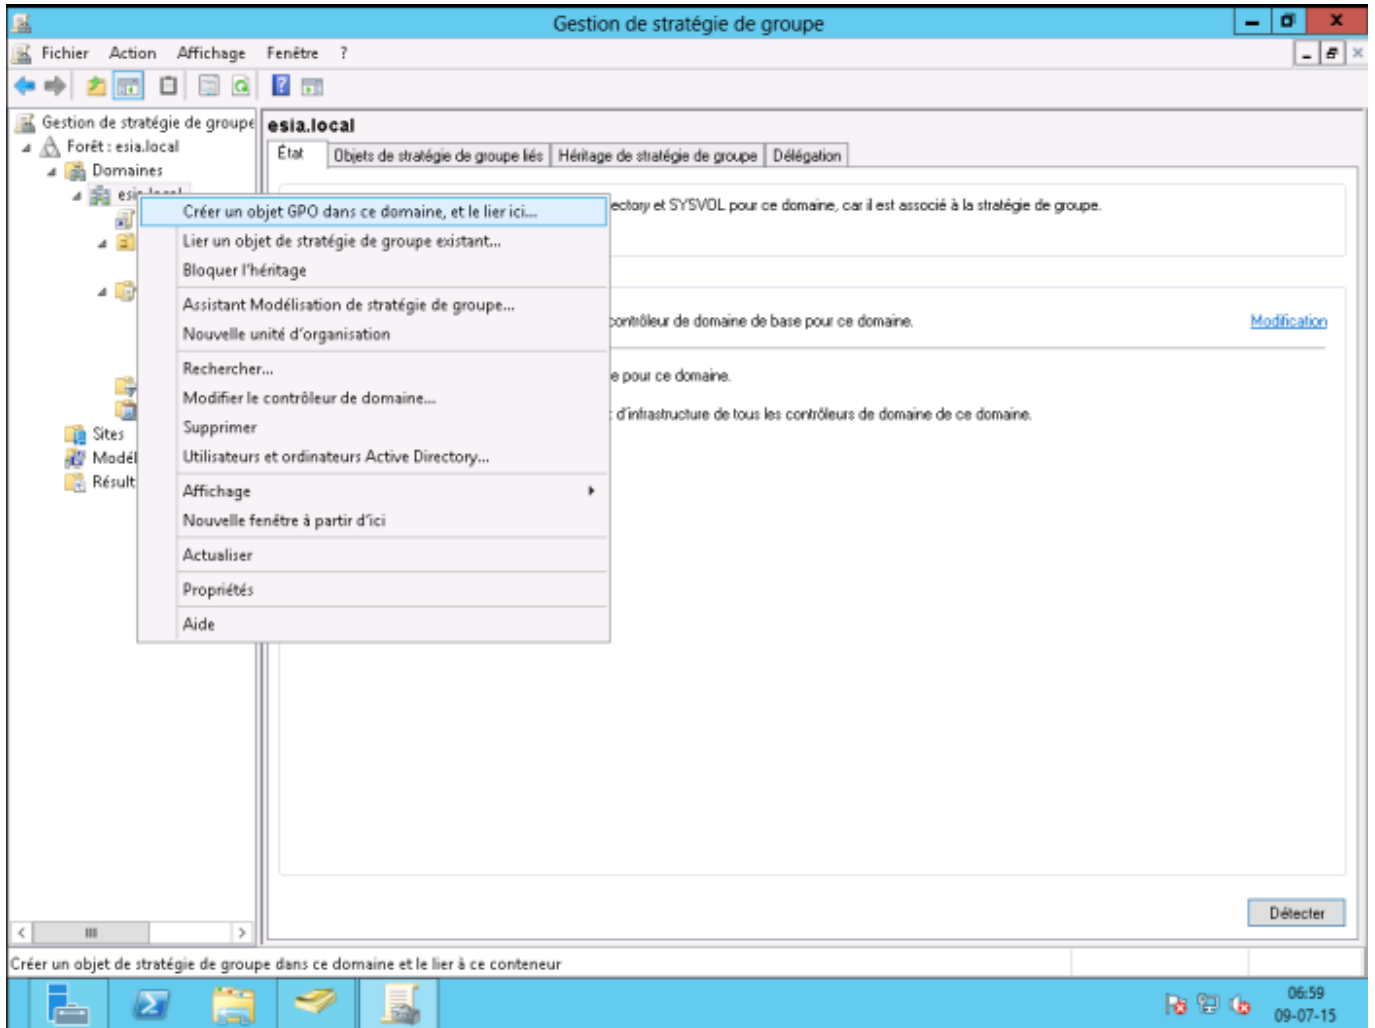 Gestion de stratégie de groupe
Fichier Action Affichage Fenêtre ?
Gestion de stratégie de groupe
Forêt : esia.local
Domaines
esia.local
Sites
Modél
Résult
esia.local
État Objets de stratégie de groupe liés Héritage de stratégie de groupe Délégation
ectory et SYSVOL pour ce domaine, car il est associé à la stratégie de groupe.
contrôleur de domaine de base pour ce domaine. Modification
e pour ce domaine.
d'infrastructure de tous les contrôleurs de domaine de ce domaine.
Créer un objet GPO dans ce domaine, et le lier ici...
Lier un objet de stratégie de groupe existant...
Bloquer l'héritage
Assistant Modélisation de stratégie de groupe...
Nouvelle unité d'organisation
Rechercher...
Modifier le contrôleur de domaine...
Supprimer
Utilisateurs et ordinateurs Active Directory...
Affichage
Nouvelle fenêtre à partir d'ici
Actualiser
Propriétés
Aide
Détecter
Créer un objet de stratégie de groupe dans ce domaine et le lier à ce conteneur
06:59
09-07-15